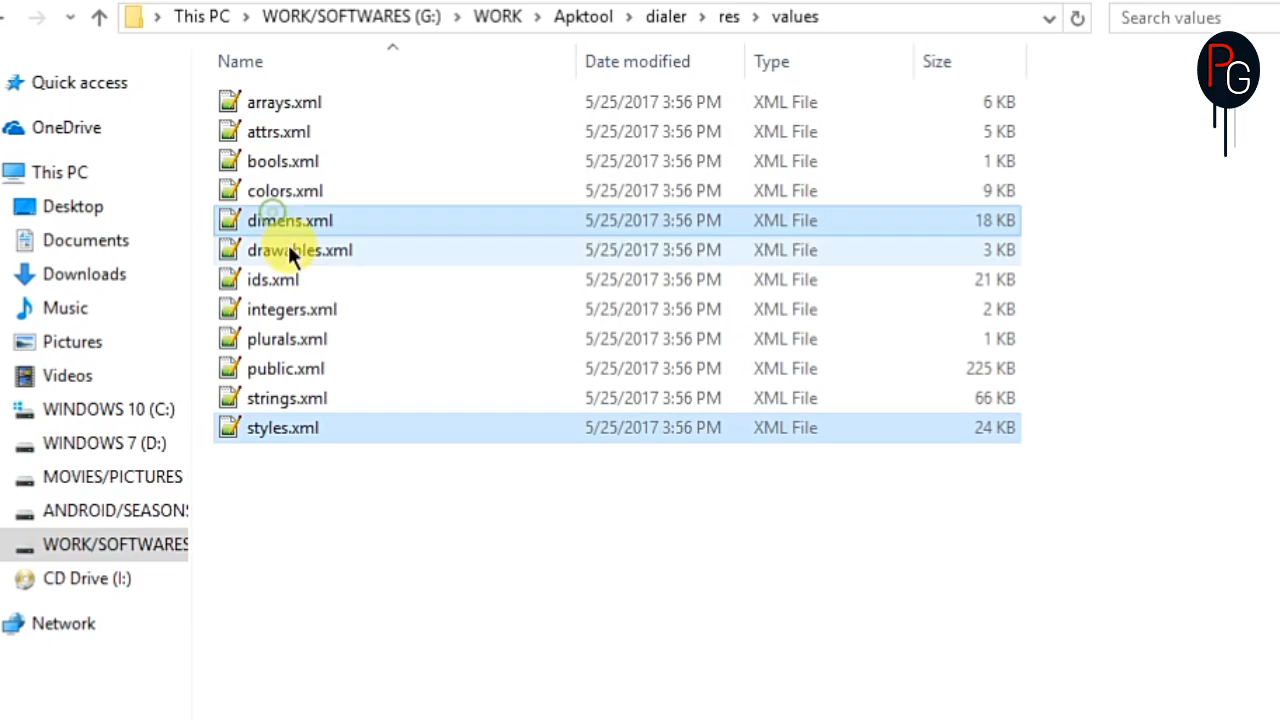 This PC WORK/SOFTWARES (G:) WORK Apktool dialer res values
Search values
Name Date modified Type Size
Quick access
OneDrive
This PC
Desktop
Documents
Downloads
Music
Pictures
Videos
WINDOWS 10 (C:)
WINDOWS 7 (D:)
MOVIES/PICTURES
ANDROID/SEASONS
WORK/SOFTWARES
CD Drive (I:)
Network
arrays.xml 5/25/2017 3:56 PM XML File 6 KB
attrs.xml 5/25/2017 3:56 PM XML File 5 KB
bools.xml 5/25/2017 3:56 PM XML File 1 KB
colors.xml 5/25/2017 3:56 PM XML File 9 KB
dimens.xml 5/25/2017 3:56 PM XML File 18 KB
drawables.xml 5/25/2017 3:56 PM XML File 3 KB
ids.xml 5/25/2017 3:56 PM XML File 21 KB
integers.xml 5/25/2017 3:56 PM XML File 2 KB
plurals.xml 5/25/2017 3:56 PM XML File 1 KB
public.xml 5/25/2017 3:56 PM XML File 225 KB
strings.xml 5/25/2017 3:56 PM XML File 66 KB
styles.xml 5/25/2017 3:56 PM XML File 24 KB
PG